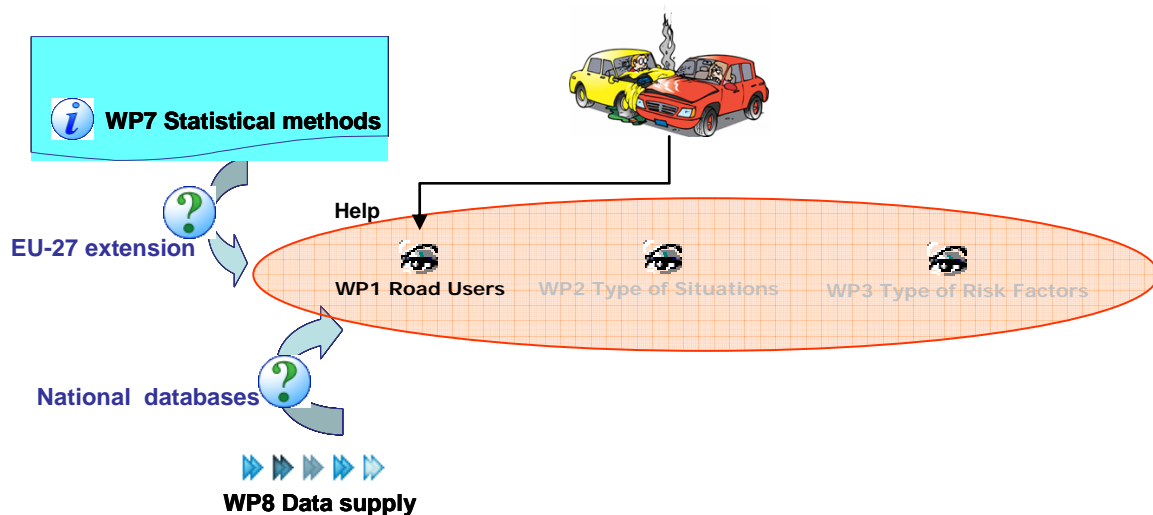 WP7 Statistical methods
Help
EU-27 extension
WP1 Road Users
WP2 Type of Situations
WP3 Type of Risk Factors
National databases
WP8 Data supply